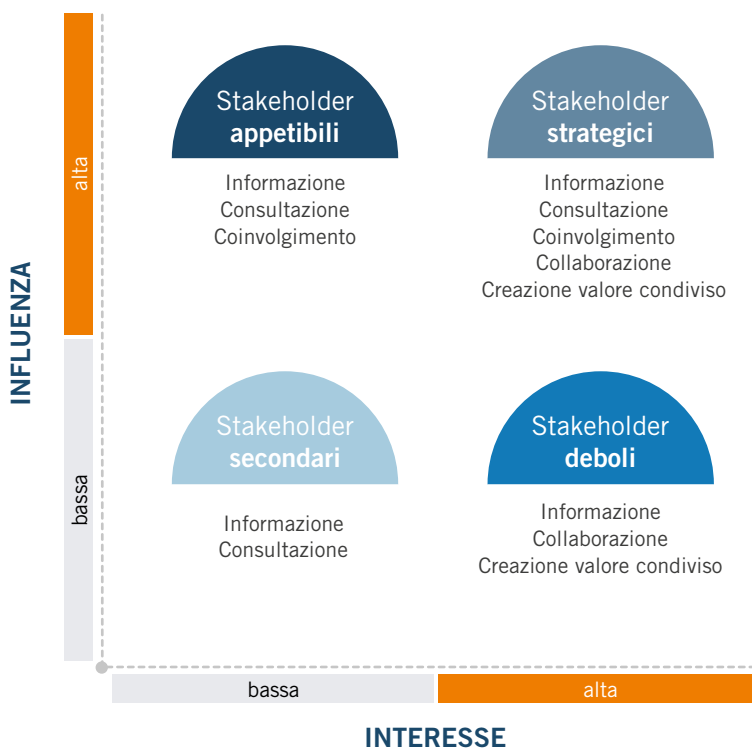 INFLUENZA
alta
Stakeholder
appetibili
Informazione
Consultazione
Coinvolgimento
Stakeholder
strategici
Informazione
Consultazione
Coinvolgimento
Collaborazione
Creazione valore condiviso
bassa
Stakeholder
secondari
Informazione
Consultazione
Stakeholder
deboli
Informazione
Collaborazione
Creazione valore condiviso
bassa
alta
INTERESSE